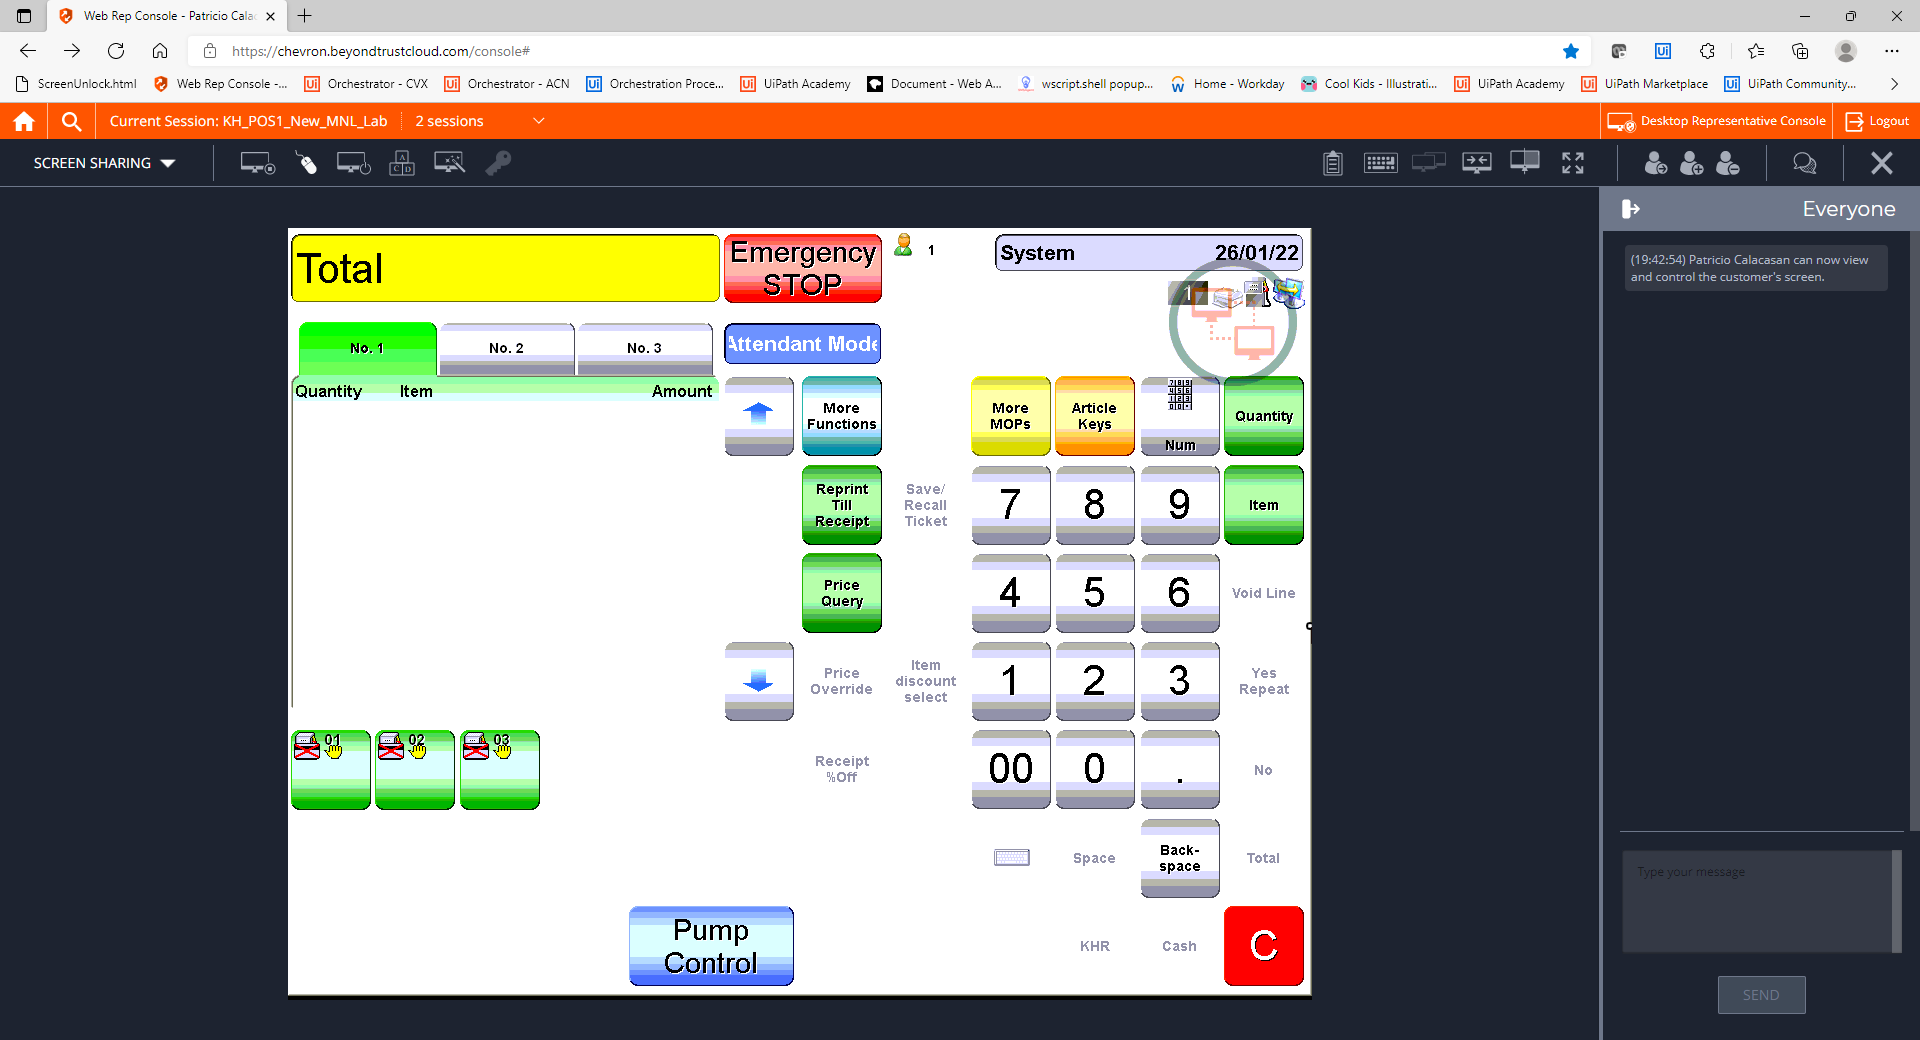 Web Rep Console - Patricio Cala
https://chevron.beyondtrustcloud.com/console#
ScreenUnlock.html
Web Rep Console -...
Orchestrator - CVX
Orchestrator - ACN
Orchestration Proce...
UiPath Academy
Document - Web A...
wscript.shell popup...
Home - Workday
Cool Kids - Illustrati...
UiPath Academy
UiPath Marketplace
UiPath Community...
Current Session: KH_POS1_New_MNL_Lab
2 sessions
Desktop Representative Console
Logout
SCREEN SHARING
Everyone
(19:42:54) Patricio Calacasan can now view
and control the customer's screen.
Total
Emergency
STOP
1
System
26/01/22
1
No. 1
No. 2
No. 3
Attendant Mode
Quantity
Item
Amount
More
Functions
More
MOPs
Article
Keys
Num
Quantity
Reprint
Till
Receipt
Save/
Recall
Ticket
7
8
9
Item
Price
Query
4
5
6
Void Line
Price
Override
Item
discount
select
1
2
3
Yes
Repeat
01
02
03
Receipt
%Off
00
0
.
No
Space
Back-
space
Total
Pump
Control
KHR
Cash
C
Type your message
SEND